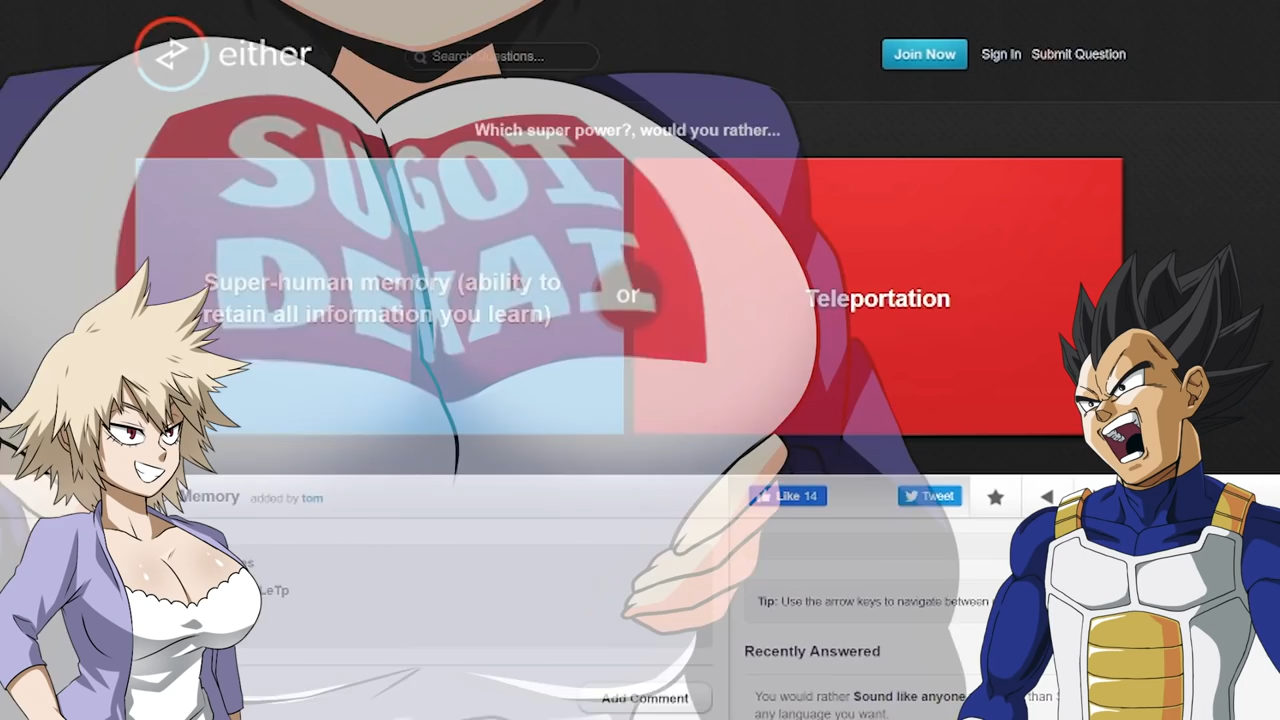 either
Search Questions...
Join Now
Sign In
Submit Question
Which super power?, would you rather...
SUGOI
DEKAI
Super-human memory (ability to
retain all information you learn)
or
Teleportation
Memory added by tom
Like 14
Tweet
LeTp
Tip: Use the arrow keys to navigate between
Recently Answered
You would rather Sound like anyone
than
any language you want.
Add Comment